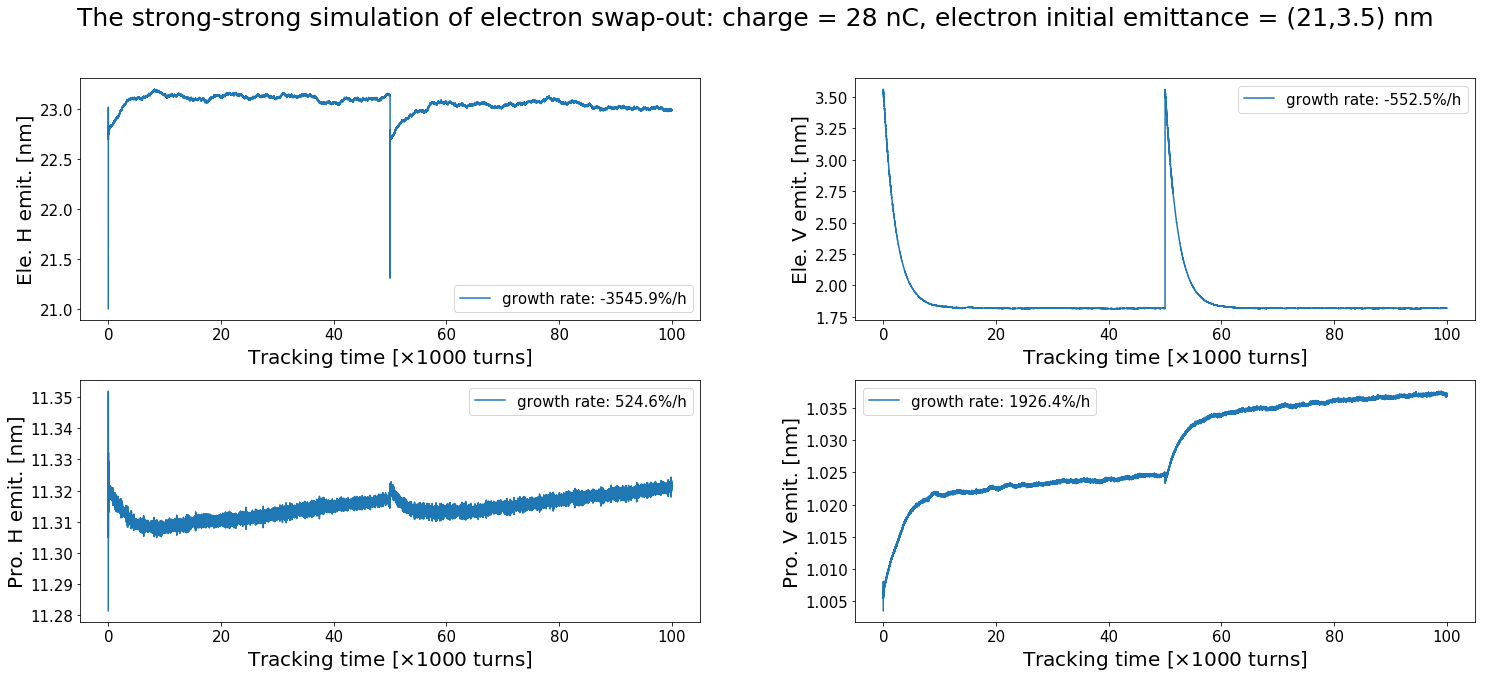 The strong-strong simulation of electron swap-out: charge = 28 nC, electron initial emittance = (21,3.5) nm
Ele. H emit. [nm]
23.0
22.5
22.0
21.5
21.0
growth rate: -3545.9%/h
0 20 40 60 80 100
Tracking time [×1000 turns]
Ele. V emit. [nm]
3.50
3.25
3.00
2.75
2.50
2.25
2.00
1.75
growth rate: -552.5%/h
0 20 40 60 80 100
Tracking time [×1000 turns]
Pro. H emit. [nm]
11.35
11.34
11.33
11.32
11.31
11.30
11.29
11.28
growth rate: 524.6%/h
0 20 40 60 80 100
Tracking time [×1000 turns]
Pro. V emit. [nm]
1.035
1.030
1.025
1.020
1.015
1.010
1.005
growth rate: 1926.4%/h
0 20 40 60 80 100
Tracking time [×1000 turns]